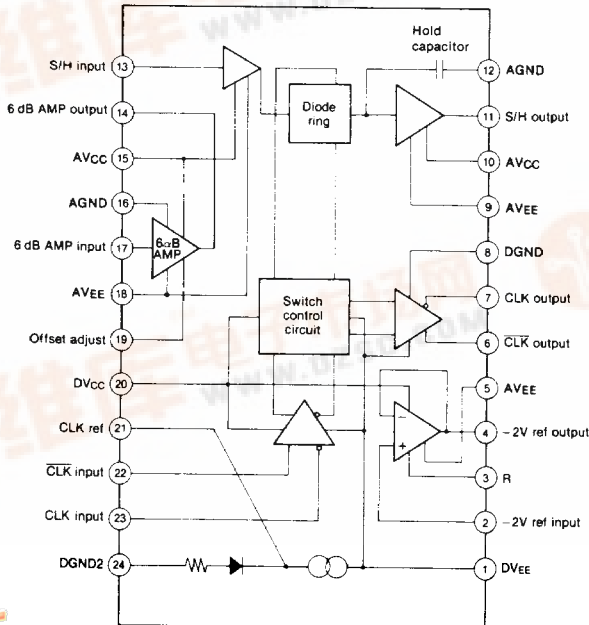 Hold
capacitor
S/H input 13
12 AGND
6 dB AMP output 14
Diode
ring
11 S/H output
AVCC 15
10 AVCC
AGND 16
9 AVEE
6 dB AMP input 17
6dB
AMP
8 DGND
AVEE 18
Switch
control
circuit
7 CLK output
Offset adjust 19
6 CLK output
DVCC 20
5 AVEE
CLK ref 21
−
+
4 −2V ref output
CLK input 22
3 R
CLK input 23
2 −2V ref input
DGND2 24
1 DVEE